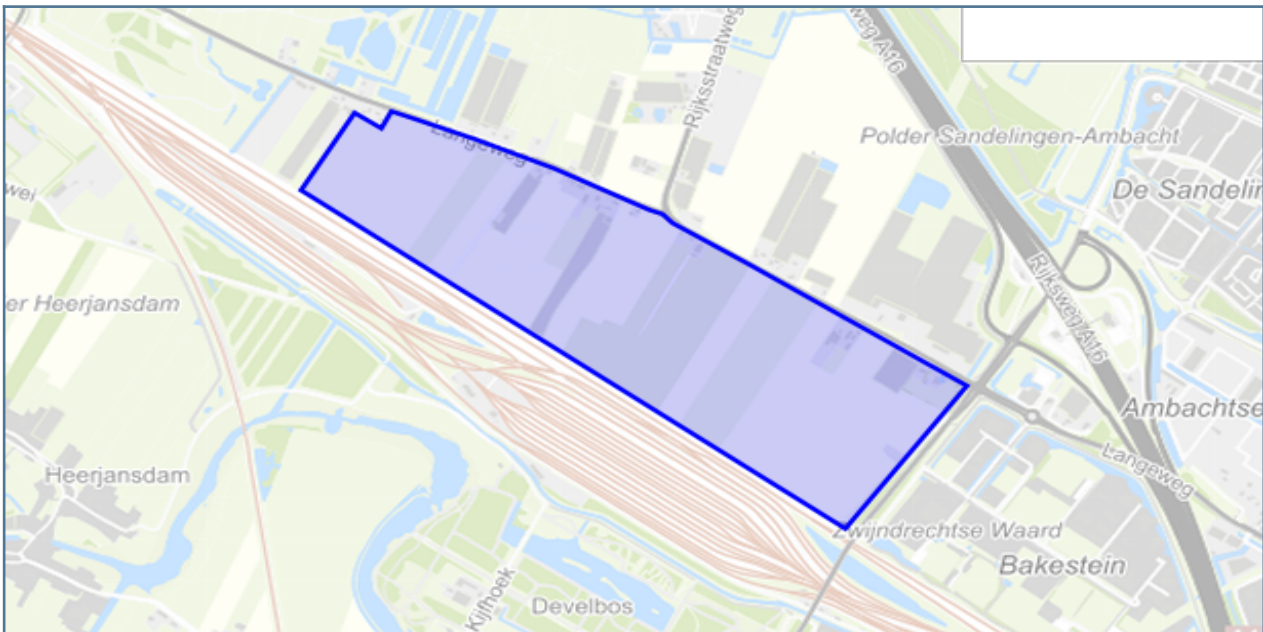 weg A16
Rijksstraatweg
Langeweg
Polder Sandelingen-Ambacht
De Sandelin
wei
Rijksweg A16
er Heerjansdam
Ambachtse
Langeweg
Heerjansdam
Zwijndrechtse Waard
Bakestein
Kijfhoek
Develbos